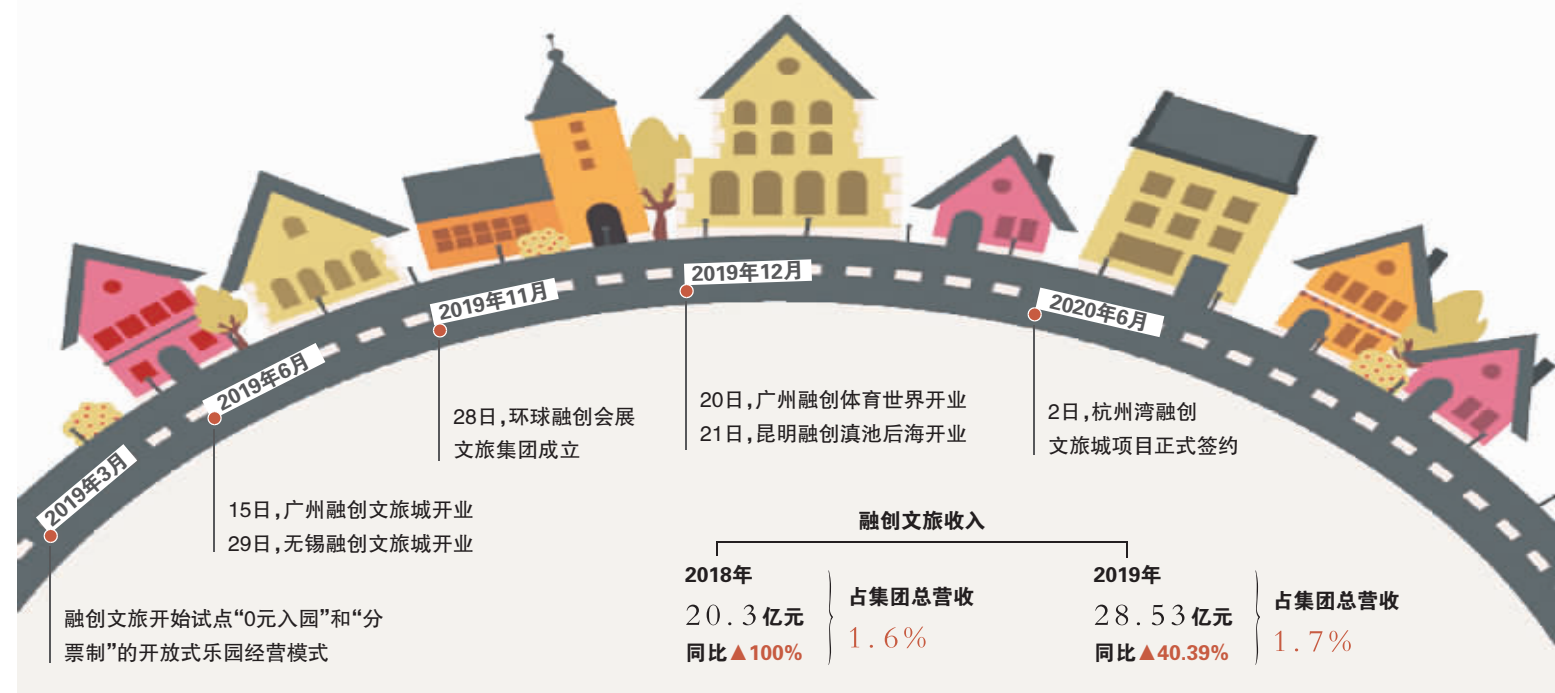 2019年3月
融创文旅开始试点“0元入园”和“分
票制”的开放式乐园经营模式
2019年6月
15日,广州融创文旅城开业
29日,无锡融创文旅城开业
2019年11月
28日,环球融创会展
文旅集团成立
2019年12月
20日,广州融创体育世界开业
21日,昆明融创滇池后海开业
2020年6月
2日,杭州湾融创
文旅城项目正式签约
融创文旅收入
2018年
20.3亿元
同比▲100%
占集团总营收
1.6%
2019年
28.53亿元
同比▲40.39%
占集团总营收
1.7%